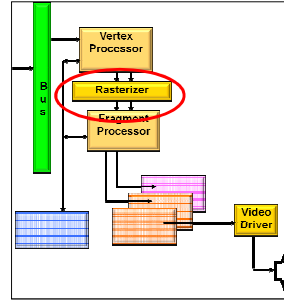 Vertex
Processor
B
u
s
Rasterizer
Fragment
Processor
Video
Driver